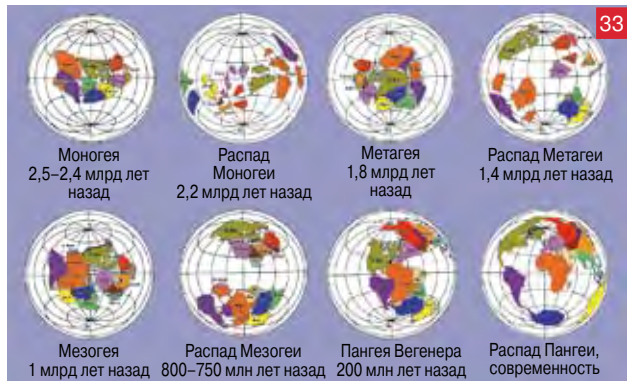 33
Моногея
2,5–2,4 млрд лет
назад
Распад
Моногеи
2,2 млрд лет назад
Метагея
1,8 млрд лет
назад
Распад Метагеи
1,4 млрд лет назад
Мезогея
1 млрд лет назад
Распад Мезогеи
800–750 млн лет назад
Пангея Вегенера
200 млн лет назад
Распад Пангеи,
современность